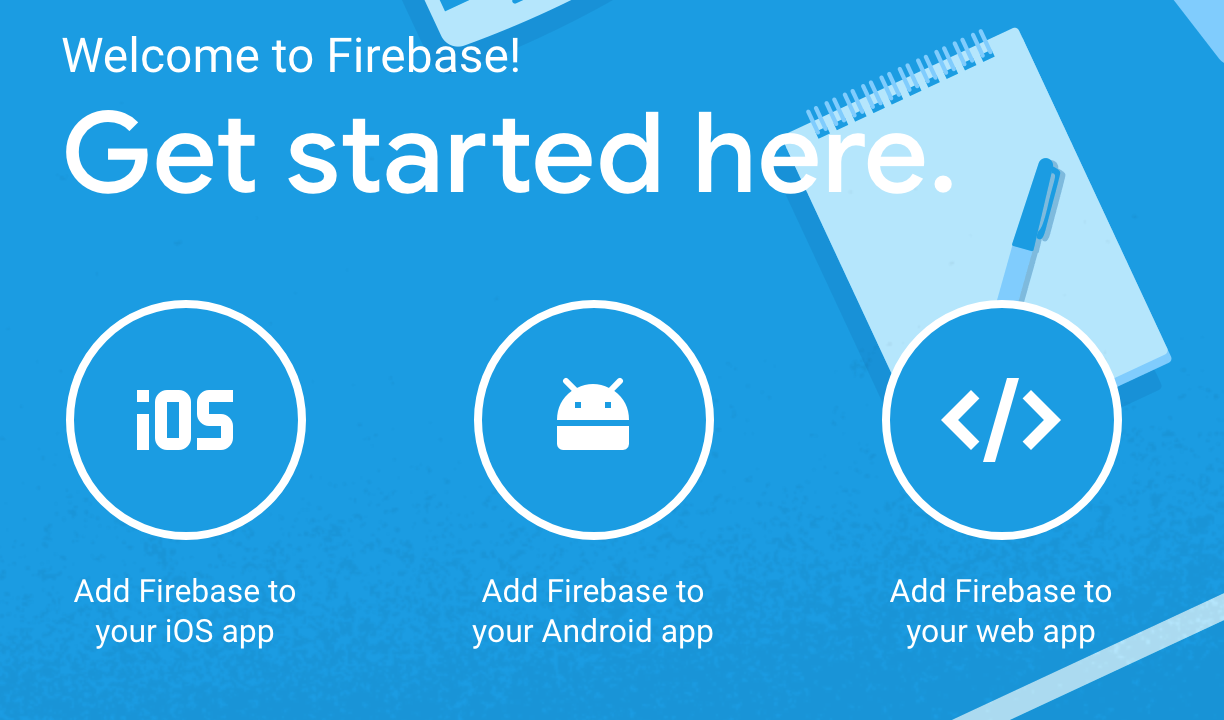 Welcome to Firebase!
Get started here.
iOS
</>
Add Firebase to
your iOS app
Add Firebase to
your Android app
Add Firebase to
your web app